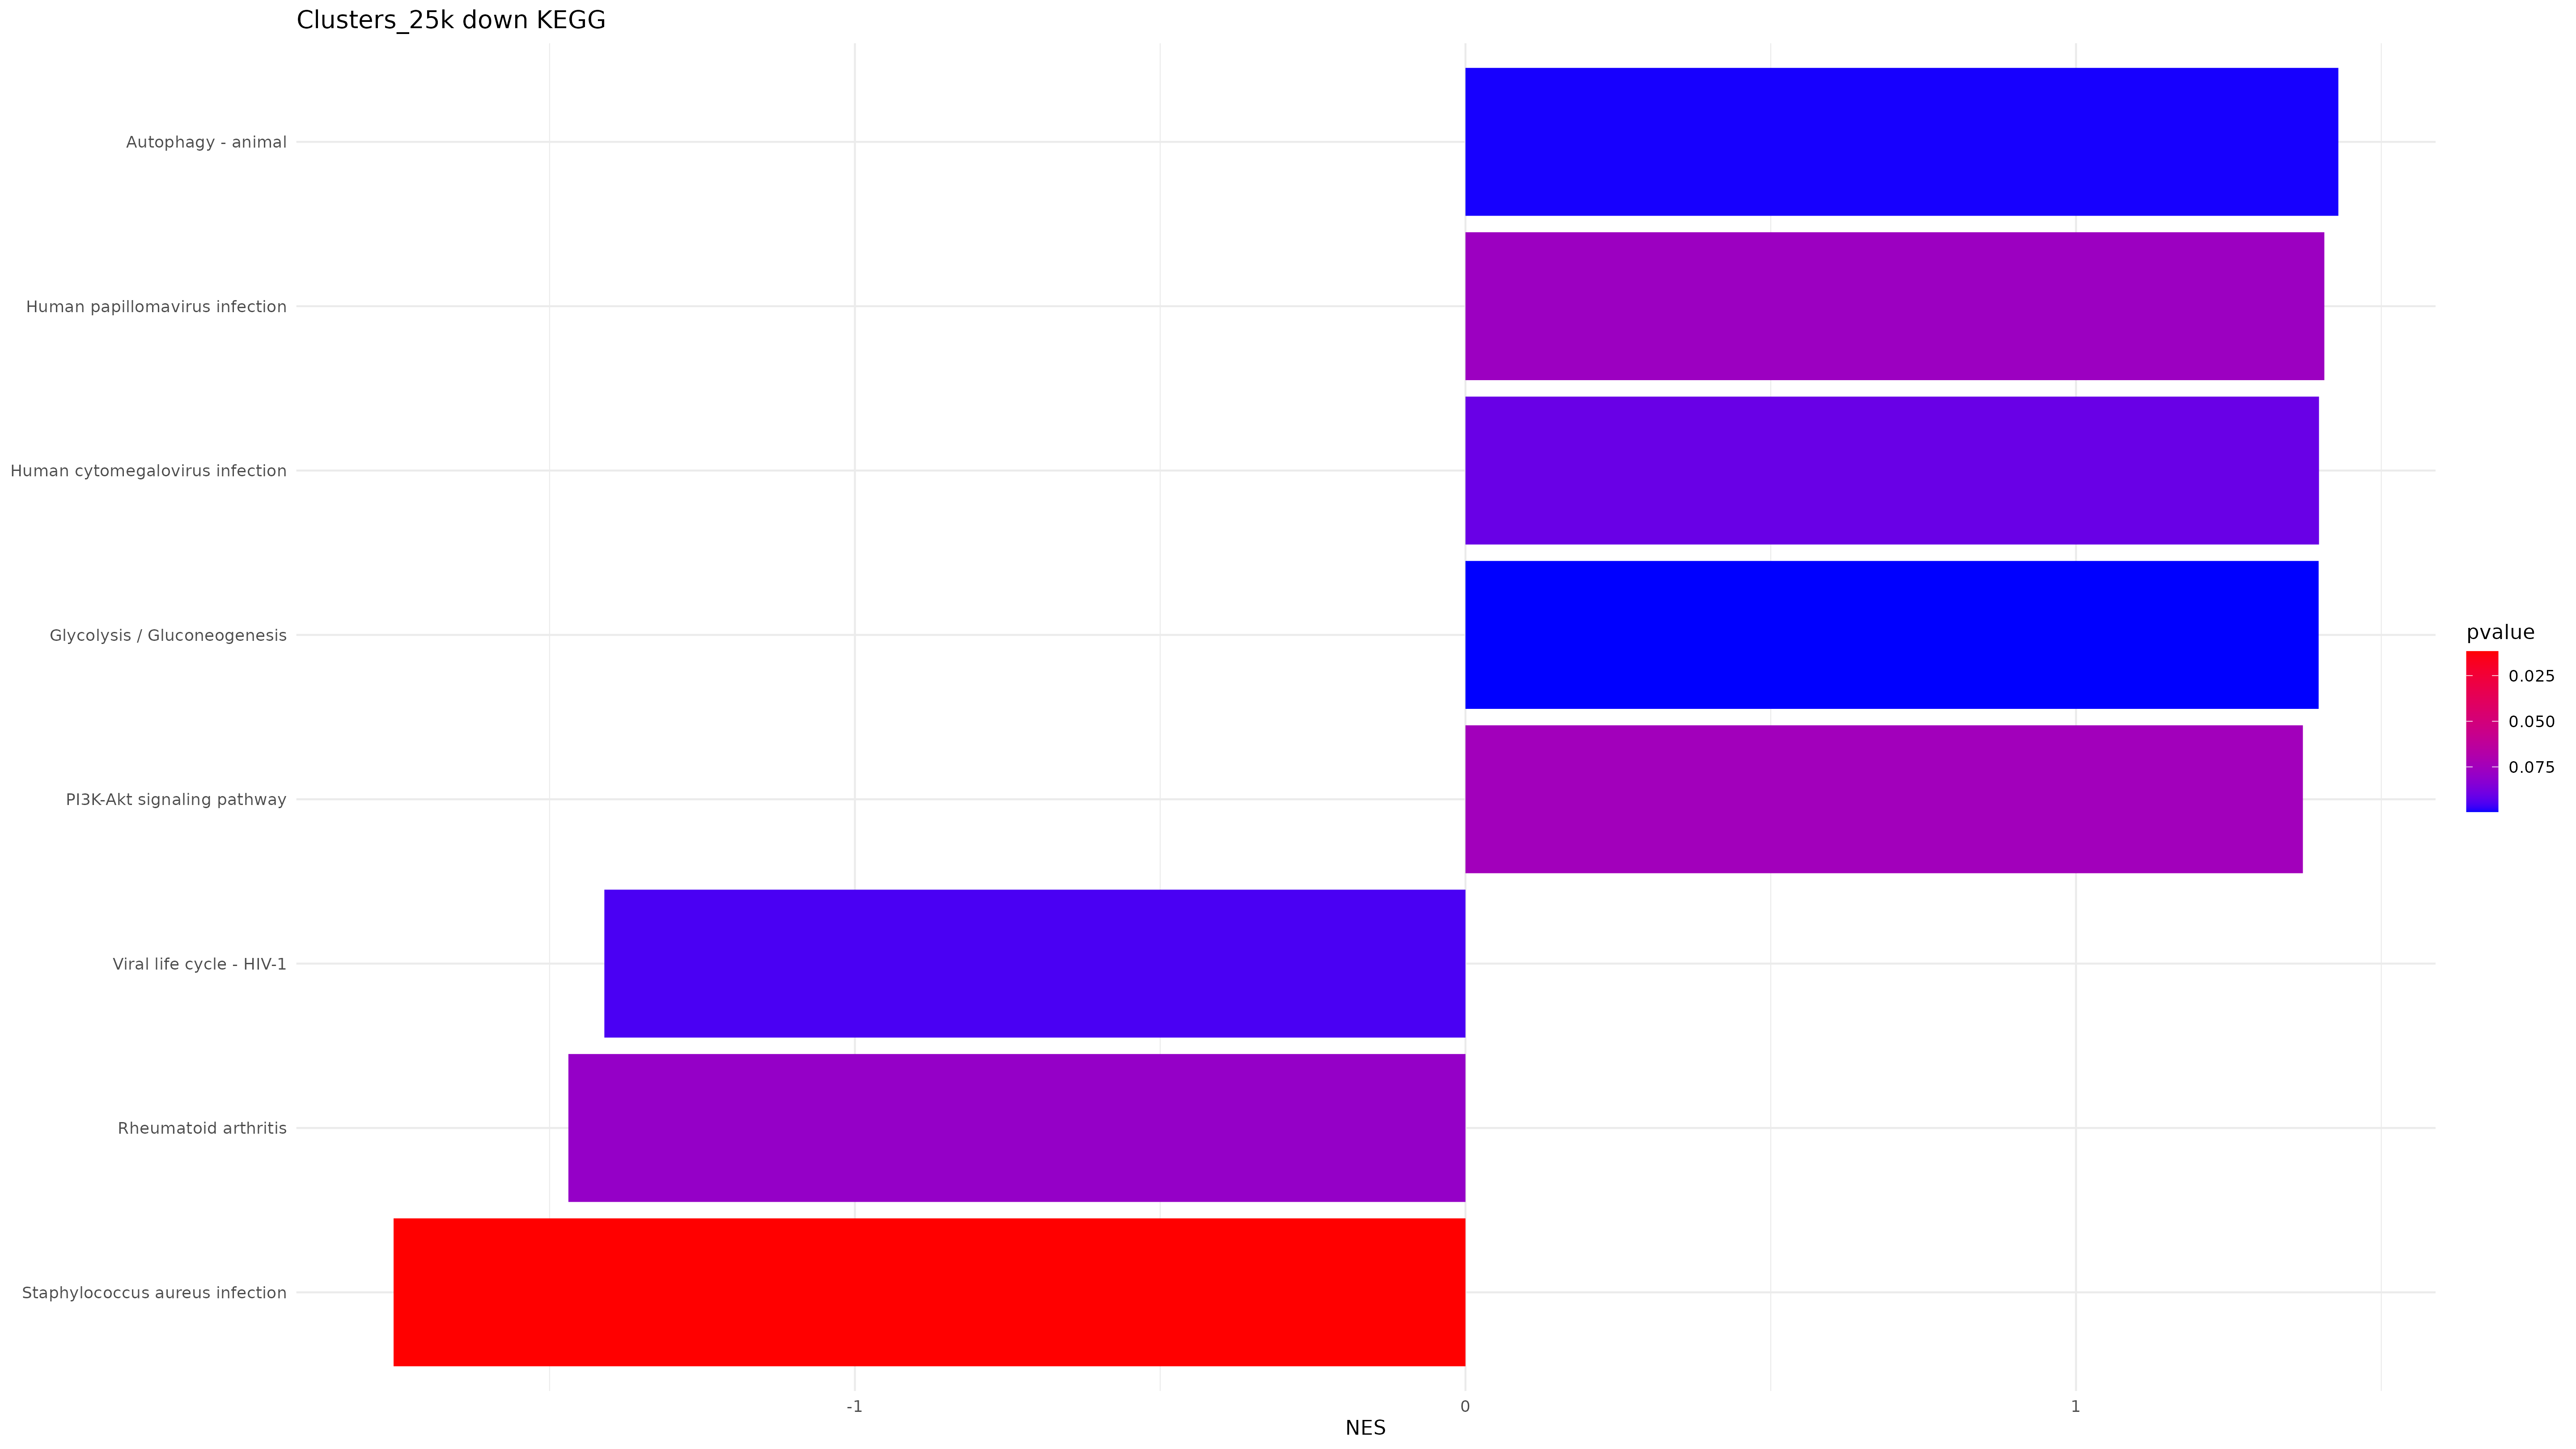 Clusters_25k down KEGG
Autophagy - animal
Human papillomavirus infection
Human cytomegalovirus infection
Glycolysis / Gluconeogenesis
PI3K-Akt signaling pathway
Viral life cycle - HIV-1
Rheumatoid arthritis
Staphylococcus aureus infection
-1
0
1
NES
pvalue
0.025
0.050
0.075